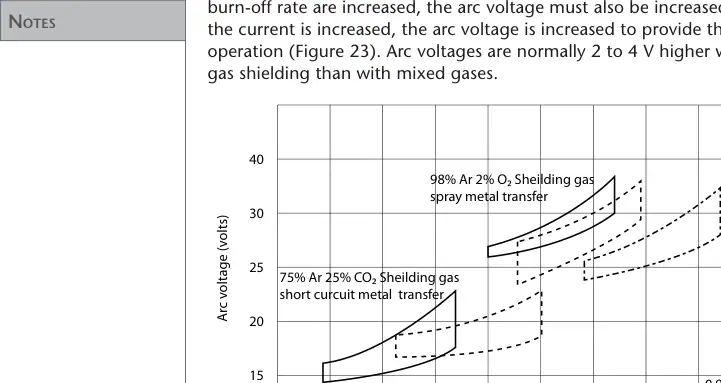 NOTES
burn-off rate are increased, the arc voltage must also be increased
the current is increased, the arc voltage is increased to provide th
operation (Figure 23). Arc voltages are normally 2 to 4 V higher w
gas shielding than with mixed gases.
40
98% Ar 2% O₂ Sheilding gas
spray metal transfer
30
Arc voltage (volts)
25
75% Ar 25% CO₂ Sheilding gas
short curcuit metal transfer
20
15